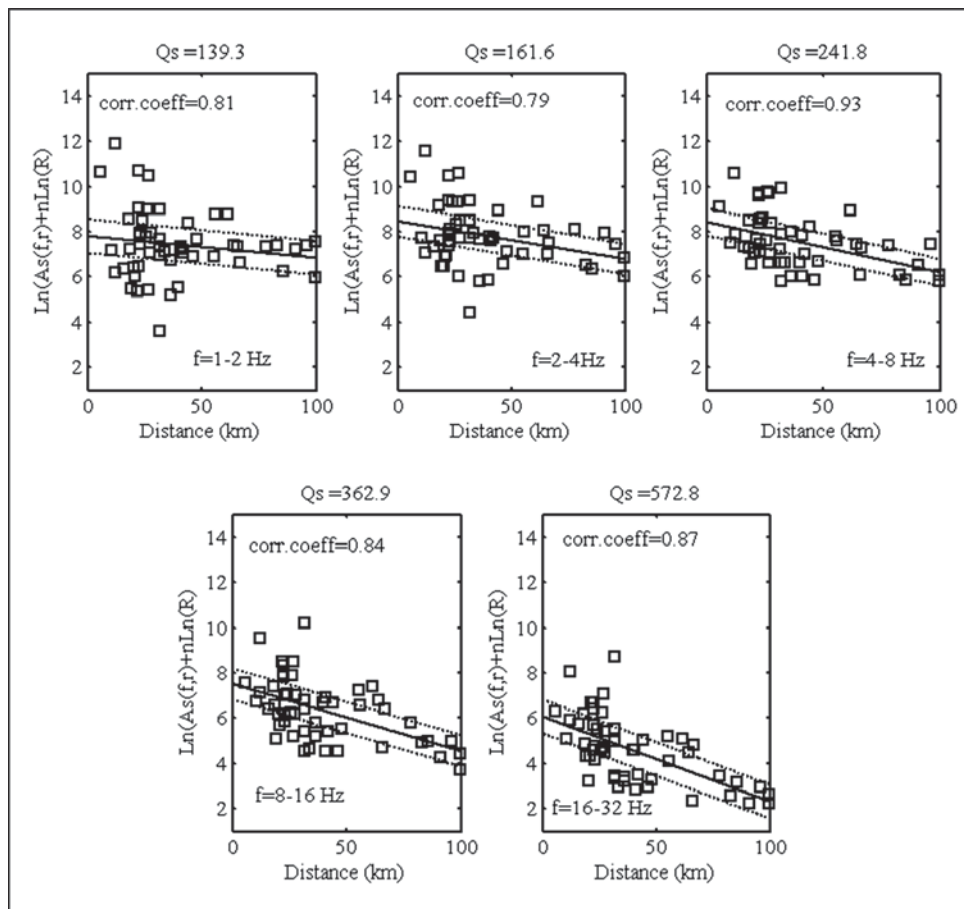 Qs =139.3
Qs =161.6
Qs =241.8
Ln(As(f,r)+nLn(R)
14
12
10
8
6
4
2
corr.coeff=0.81
f=1-2 Hz
0
50
100
Distance (km)
Ln(As(f,r)+nLn(R)
14
12
10
8
6
4
2
corr.coeff=0.79
f=2-4Hz
0
50
100
Distance (km)
Ln(As(f,r)+nLn(R)
14
12
10
8
6
4
2
corr.coeff=0.93
f=4-8 Hz
0
50
100
Distance (km)
Qs =362.9
Qs =572.8
Ln(As(f,r)+nLn(R)
14
12
10
8
6
4
2
corr.coeff=0.84
f=8-16 Hz
0
50
100
Distance (km)
Ln(As(f,r)+nLn(R)
14
12
10
8
6
4
2
corr.coeff=0.87
f=16-32 Hz
0
50
100
Distance (km)